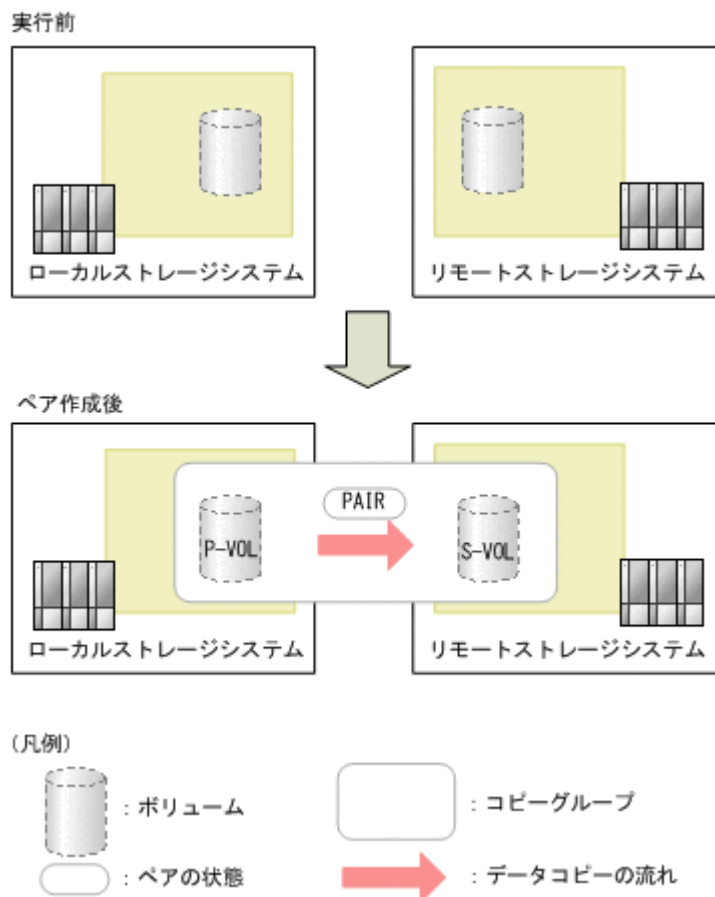 実行前
ローカルストレージシステム
リモートストレージシステム
ペア作成後
PAIR
P-VOL
S-VOL
ローカルストレージシステム
リモートストレージシステム
(凡例)
：ボリューム
：コピーグループ
：ペアの状態
：データコピーの流れ